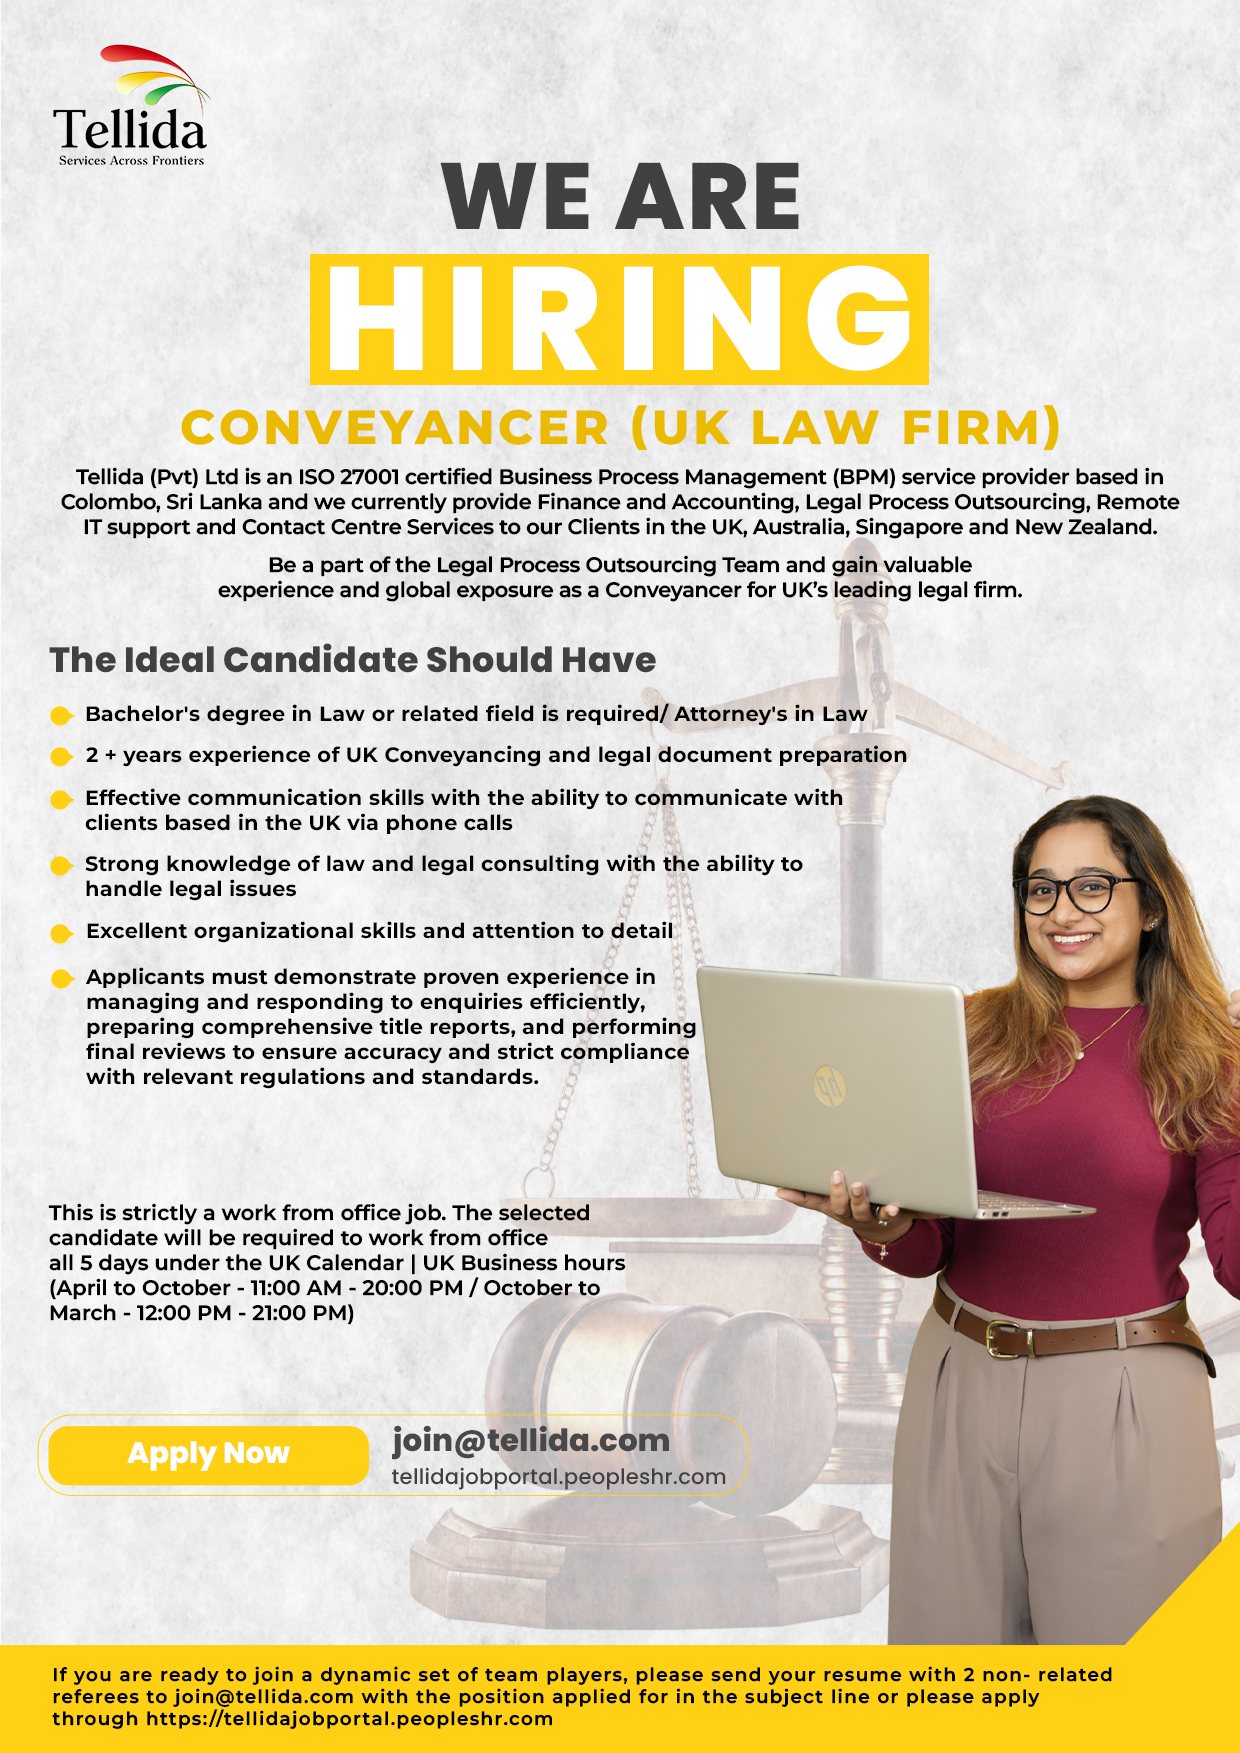 Tellida
Services Across Frontiers
WE ARE
HIRING
CONVEYANCER (UK LAW FIRM)
Tellida (Pvt) Ltd is an ISO 27001 certified Business Process Management (BPM) service provider based in
Colombo, Sri Lanka and we currently provide Finance and Accounting, Legal Process Outsourcing, Remote
IT support and Contact Centre Services to our Clients in the UK, Australia, Singapore and New Zealand.
Be a part of the Legal Process Outsourcing Team and gain valuable
experience and global exposure as a Conveyancer for UK’s leading legal firm.
The Ideal Candidate Should Have
Bachelor's degree in Law or related field is required/ Attorney's in Law
2 + years experience of UK Conveyancing and legal document preparation
Effective communication skills with the ability to communicate with
clients based in the UK via phone calls
Strong knowledge of law and legal consulting with the ability to
handle legal issues
Excellent organizational skills and attention to detail
Applicants must demonstrate proven experience in
managing and responding to enquiries efficiently,
preparing comprehensive title reports, and performing
final reviews to ensure accuracy and strict compliance
with relevant regulations and standards.
hp
This is strictly a work from office job. The selected
candidate will be required to work from office
all 5 days under the UK Calendar | UK Business hours
(April to October - 11:00 AM - 20:00 PM / October to
March - 12:00 PM - 21:00 PM)
Apply Now
join@tellida.com
tellidajobportal.peopleshr.com
If you are ready to join a dynamic set of team players, please send your resume with 2 non- related
referees to join@tellida.com with the position applied for in the subject line or please apply
through https://tellidajobportal.peopleshr.com